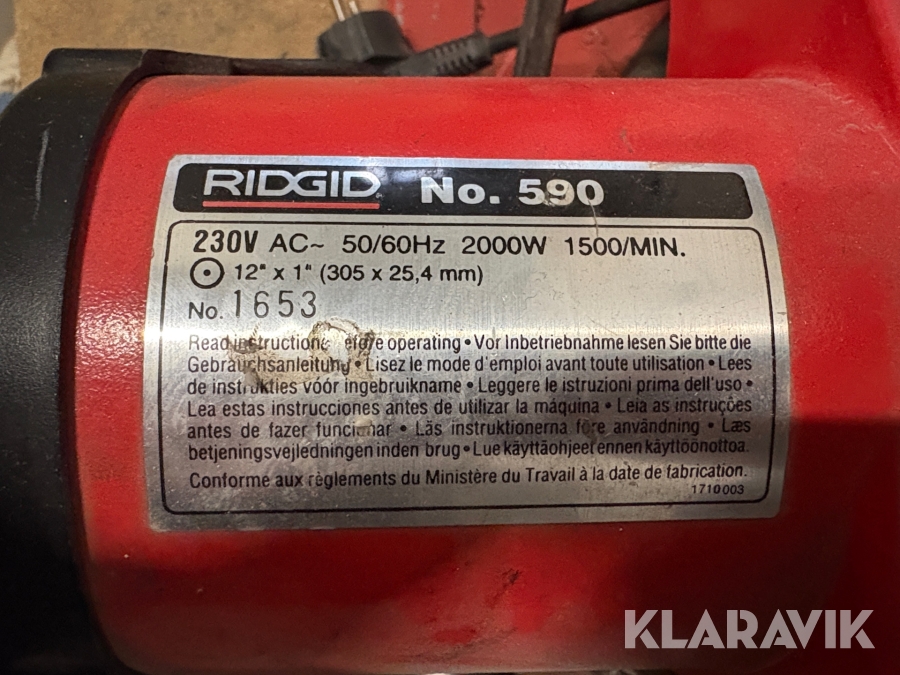 RIDGID No. 590
230V AC~ 50/60Hz 2000W 1500/MIN.
12" x 1" (305 x 25,4 mm)
No. 1653
Read operating • Vor Inbetriebnahme lesen Sie bitte die
Gebrauchsanleitung • Lisez le mode d'emploi avant toute utilisation • Lees
de vóór ingebruikname • Leggere le istruzioni prima dell'uso •
Lea estas instrucciones antes de utilizar la máquina • Leia as instruções
antes de fazer funcionar • Läs instruktionerna före användning • Læs
betjeningsvejledningen inden brug • Lue käyttäohjeet ennen käyttöönottoa.
Conforme aux règlements du Ministère du Travail à la date de fabrication.
1710003
KLARAVIK